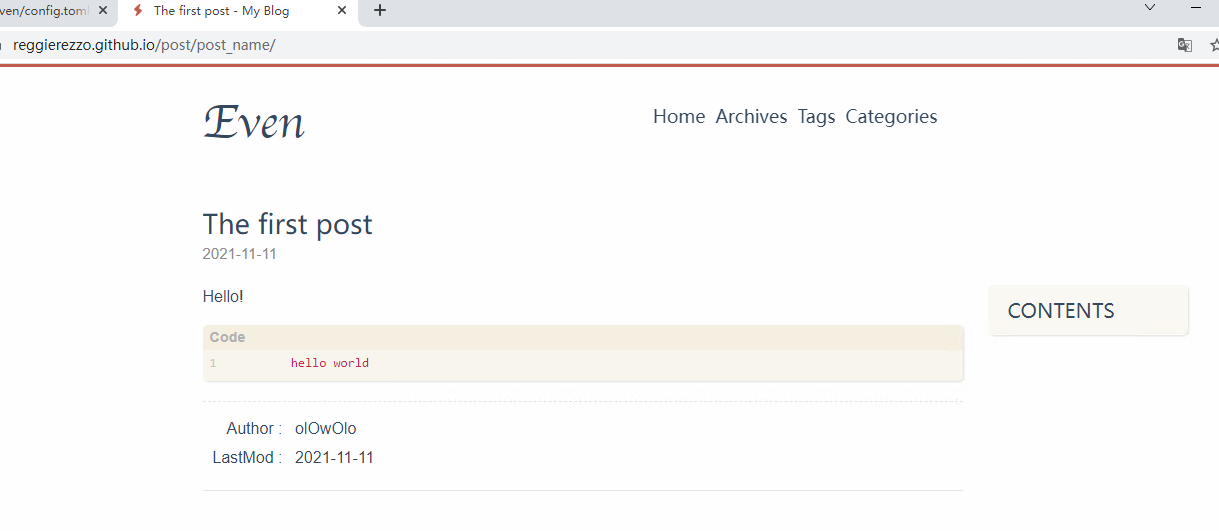 ven/config.toml
The first post - My Blog
reggierezzo.github.io/post/post_name/
Even
Home Archives Tags Categories
The first post
2021-11-11
Hello!
CONTENTS
Code
1 hello world
Author : olOwOlo
LastMod : 2021-11-11